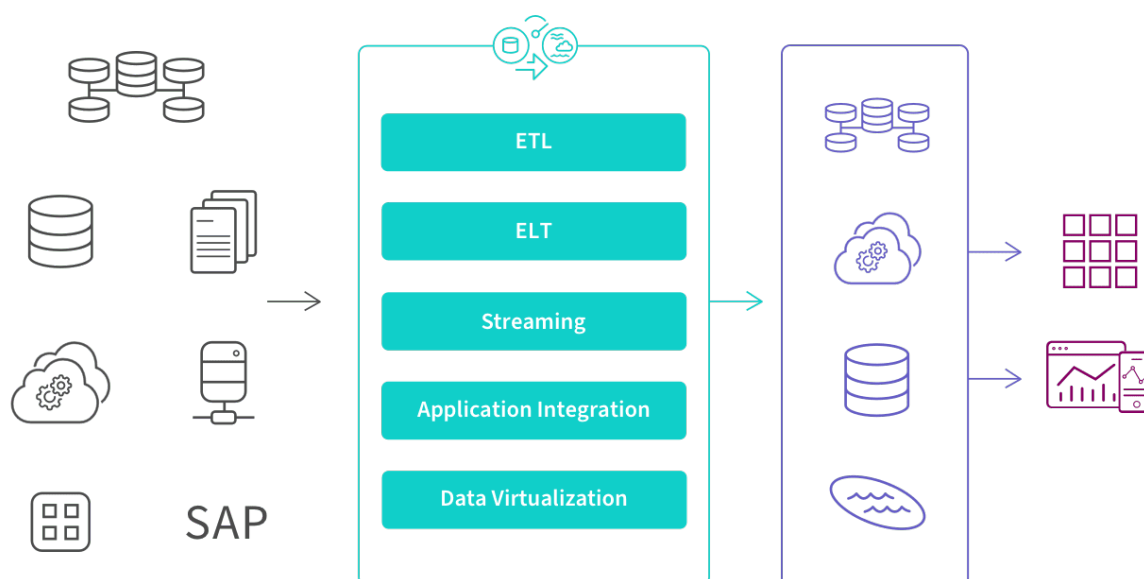 ETL
ELT
Streaming
Application Integration
Data Virtualization
SAP